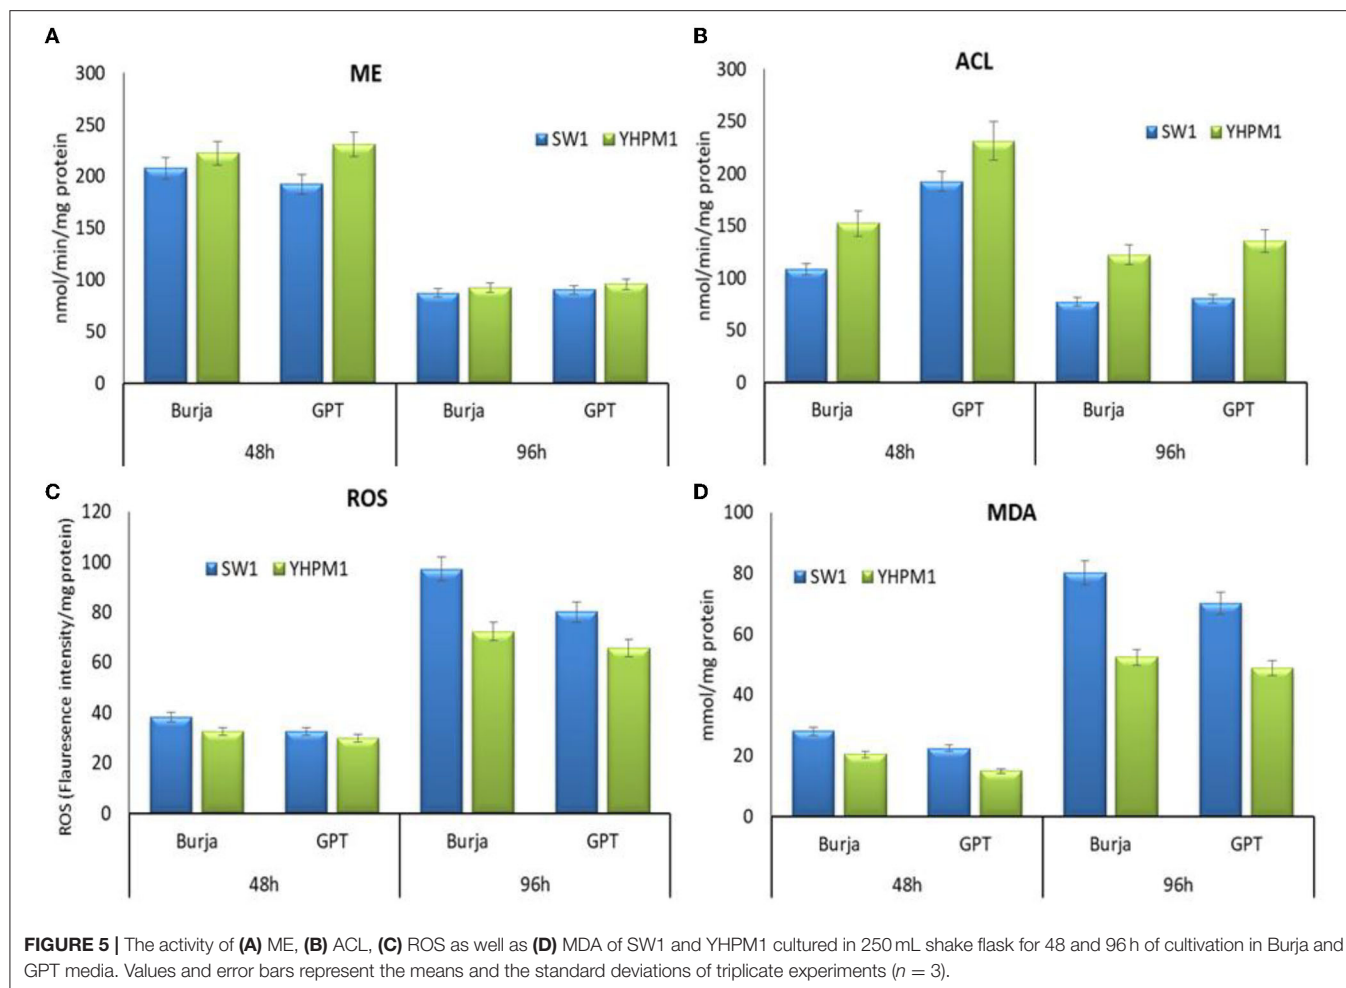 A
ME
300
250
200
150
100
50
0
nmol/min/mg protein
SW1 YHPM1
Burja GPT Burja GPT
48h 96h
B
ACL
300
250
200
150
100
50
0
nmol/min/mg protein
SW1 YHPM1
Burja GPT Burja GPT
48h 96h
C
ROS
120
100
80
60
40
20
0
ROS (Flauresence intensity/mg protein)
SW1 YHPM1
Burja GPT Burja GPT
48h 96h
D
MDA
100
80
60
40
20
0
mmol/mg protein
SW1 YHPM1
Burja GPT Burja GPT
48h 96h
FIGURE 5 | The activity of (A) ME, (B) ACL, (C) ROS as well as (D) MDA of SW1 and YHPM1 cultured in 250 mL shake flask for 48 and 96 h of cultivation in Burja and
GPT media. Values and error bars represent the means and the standard deviations of triplicate experiments (n = 3).